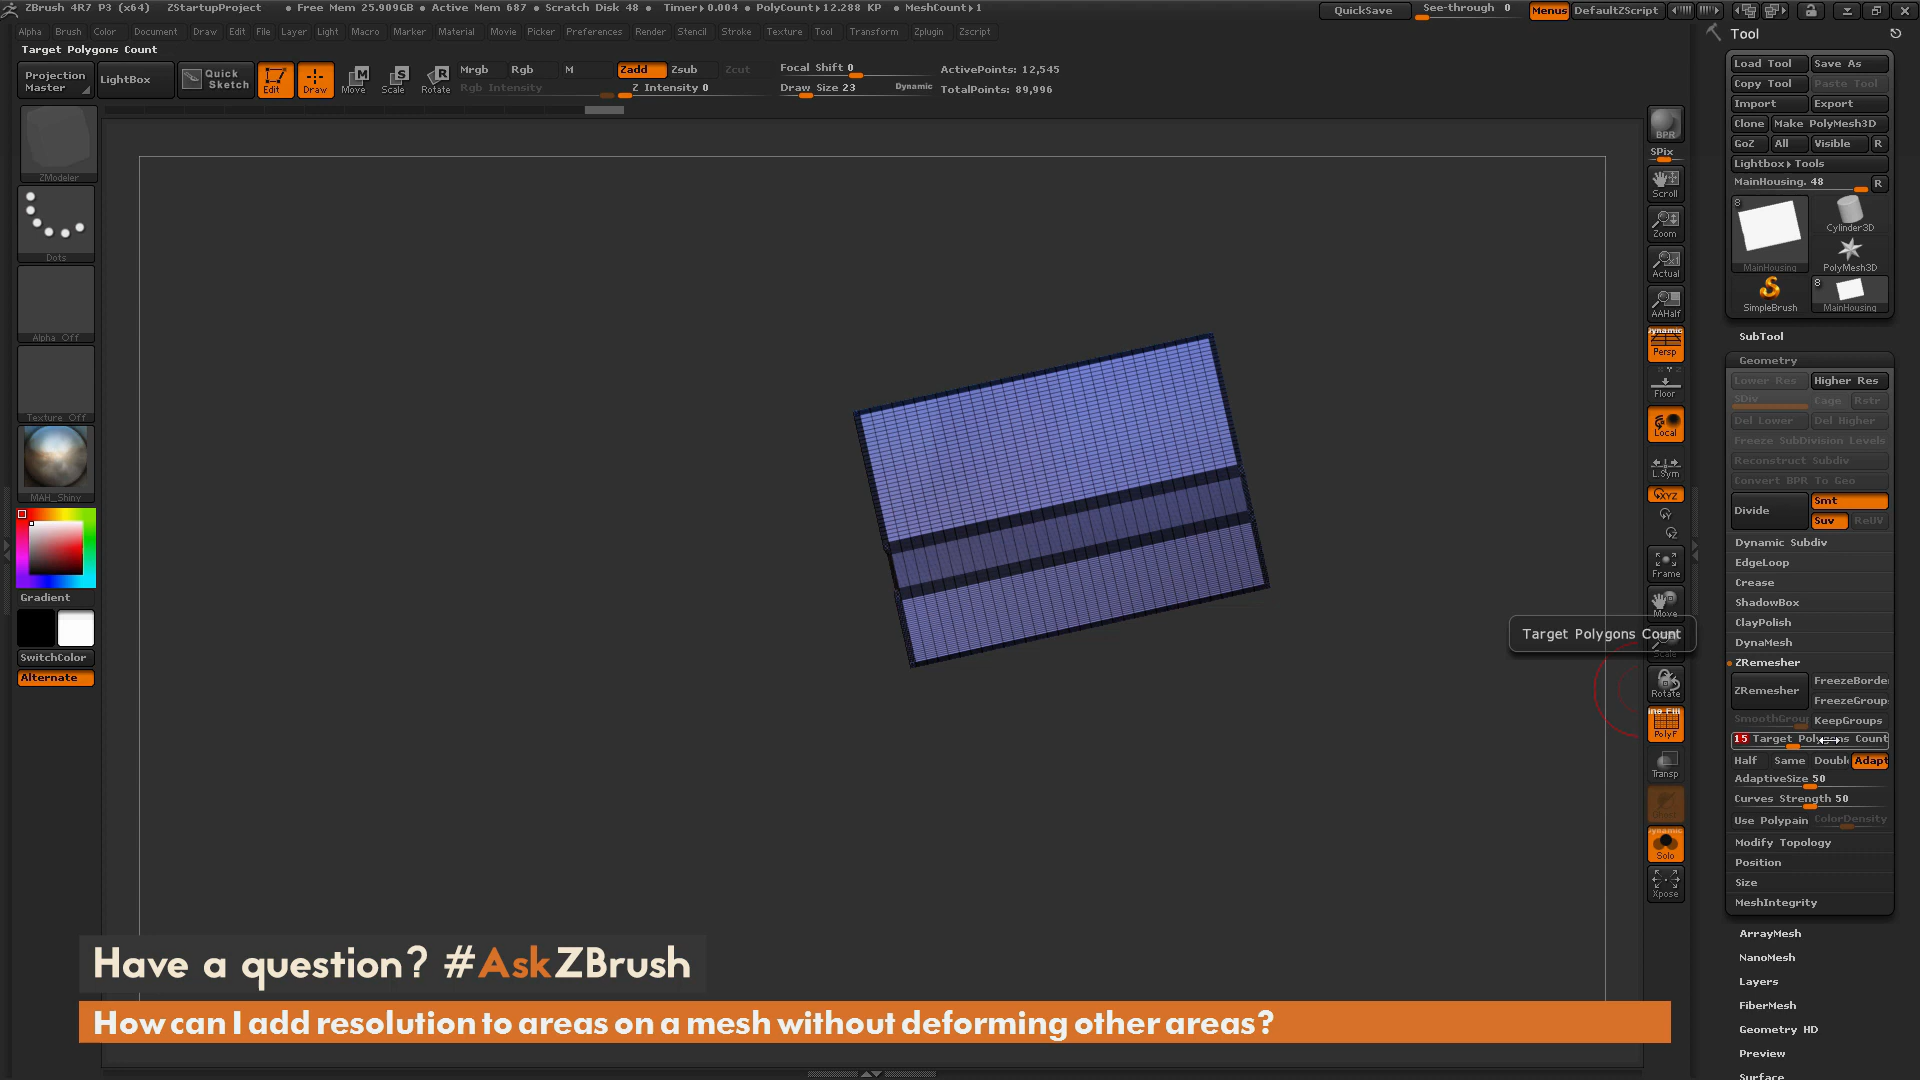 ZBrush 4R7 P3 (x64) ZStartupProject • Free Mem 25.909GB • Active Mem 687 • Scratch Disk 48 • Timer▸0.004 • PolyCount▸12.288 KP • MeshCount▸1 QuickSave See-through 0 Menus DefaultZScript
Alpha Brush Color Document Draw Edit File Layer Light Macro Marker Material Movie Picker Preferences Render Stencil Stroke Texture Tool Transform Zplugin Zscript
Target Polygons Count
Projection Master
LightBox
Quick Sketch
Edit
Draw
Move
Scale
Rotate
Mrgb Rgb M
Rgb Intensity
Zadd Zsub Zcut
Z Intensity 0
Focal Shift 0
Draw Size 23 Dynamic
ActivePoints: 12,545
TotalPoints: 89,996
ZModeler
Dots
Alpha Off
Texture Off
MAH_Shiny
Gradient
SwitchColor
Alternate
BPR
SPix
Scroll
Zoom
Actual
AAHalf
Dynamic
Persp
Floor
Local
L.Sym
XYZ
Frame
Move
Scale
Rotate
PolyF
Transp
Dynamic
Solo
Xpose
Target Polygons Count
Tool
Load Tool Save As
Copy Tool Paste Tool
Import Export
Clone Make PolyMesh3D
GoZ All Visible R
Lightbox▸Tools
MainHousing. 48 R
8
MainHousing
Cylinder3D
PolyMesh3D
SimpleBrush
8
MainHousing
SubTool
Geometry
Lower Res Higher Res
SDiv Cage Rstr
Del Lower Del Higher
Freeze SubDivision Levels
Reconstruct Subdiv
Convert BPR To Geo
Divide
Smt
Suv ReUV
Dynamic Subdiv
EdgeLoop
Crease
ShadowBox
ClayPolish
DynaMesh
ZRemesher
ZRemesher
FreezeBorde
FreezeGroup
SmoothGrou KeepGroups
15 Target Polygons Count
Half Same Doubl Adapt
AdaptiveSize 50
Curves Strength 50
Use Polypain ColorDensity
Modify Topology
Position
Size
MeshIntegrity
ArrayMesh
NanoMesh
Layers
FiberMesh
Geometry HD
Preview
Surface
Have a question? #AskZBrush
How can I add resolution to areas on a mesh without deforming other areas?